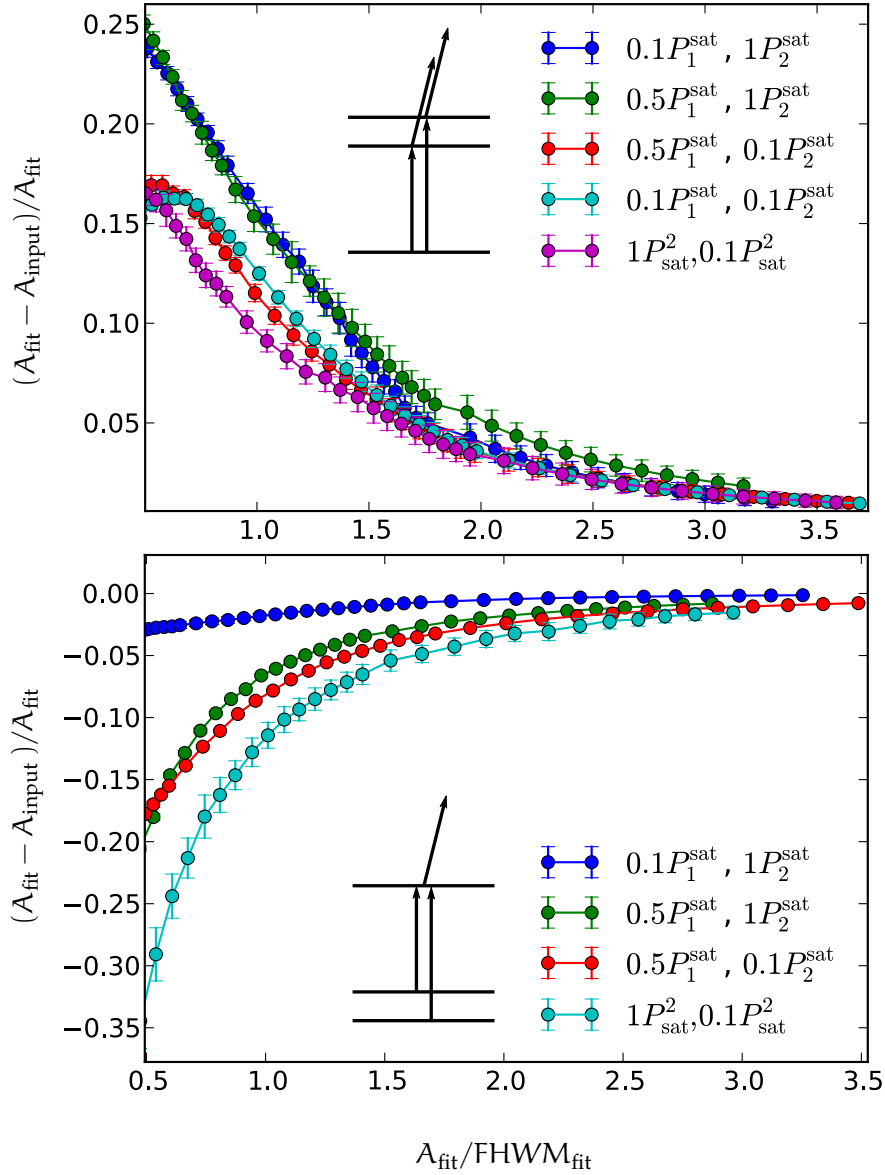 0.25
0.20
0.15
0.10
0.05
(A_fit − A_input)/A_fit
0.1P_1^sat , 1P_2^sat
0.5P_1^sat , 1P_2^sat
0.5P_1^sat , 0.1P_2^sat
0.1P_1^sat , 0.1P_2^sat
1P_sat^2,0.1P_sat^2
1.0 1.5 2.0 2.5 3.0 3.5
0.00
−0.05
−0.10
−0.15
−0.20
−0.25
−0.30
−0.35
(A_fit − A_input)/A_fit
0.1P_1^sat , 1P_2^sat
0.5P_1^sat , 1P_2^sat
0.5P_1^sat , 0.1P_2^sat
1P_sat^2,0.1P_sat^2
0.5 1.0 1.5 2.0 2.5 3.0 3.5
A_fit/FHWM_fit